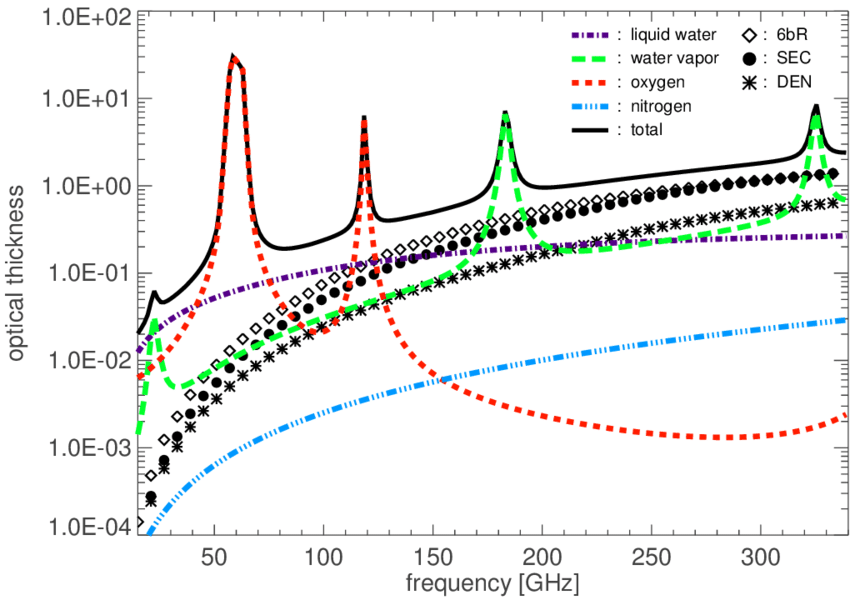 1.0E+02
1.0E+01
1.0E+00
1.0E-01
1.0E-02
1.0E-03
1.0E-04
optical thickness
: liquid water
: water vapor
: oxygen
: nitrogen
: total
: 6bR
: SEC
: DEN
50 100 150 200 250 300
frequency [GHz]